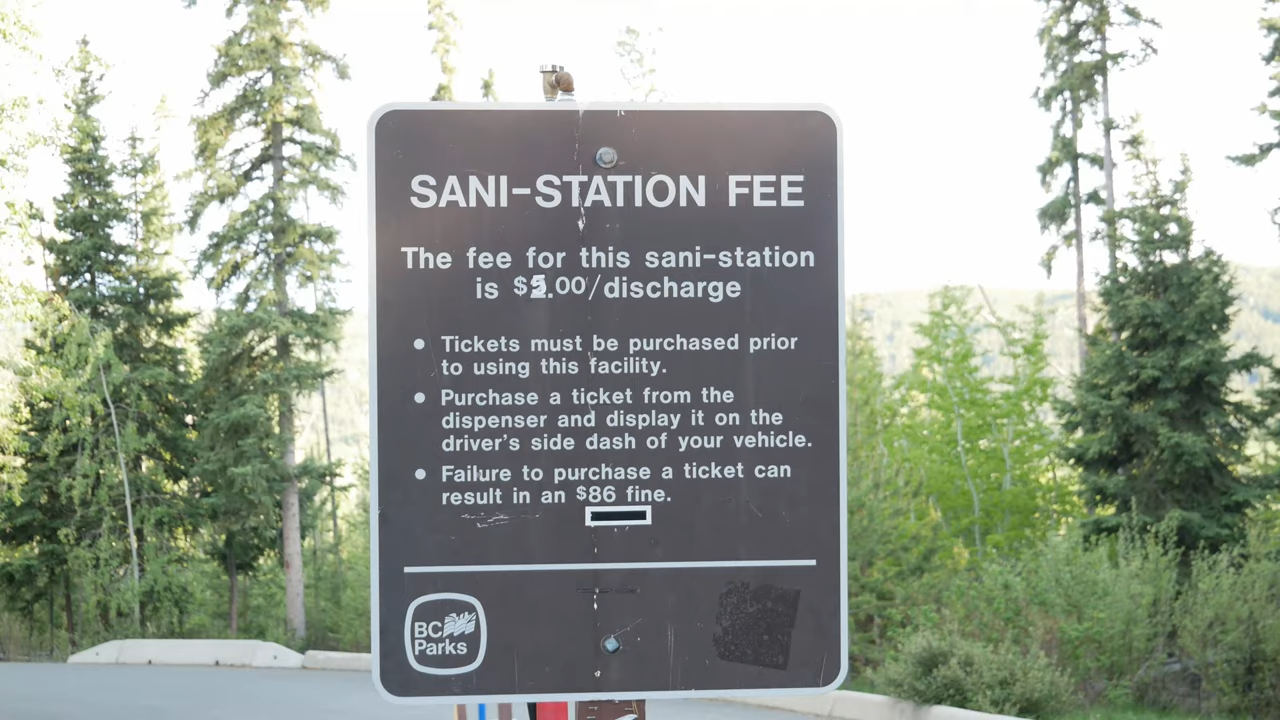 SANI-STATION FEE
The fee for this sani-station
is /discharge
• Tickets must be purchased prior
to using this facility.
• Purchase a ticket from the
dispenser and display it on the
driver's side dash of your vehicle.
• Failure to purchase a ticket can
result in an $86 fine.
BC
Parks